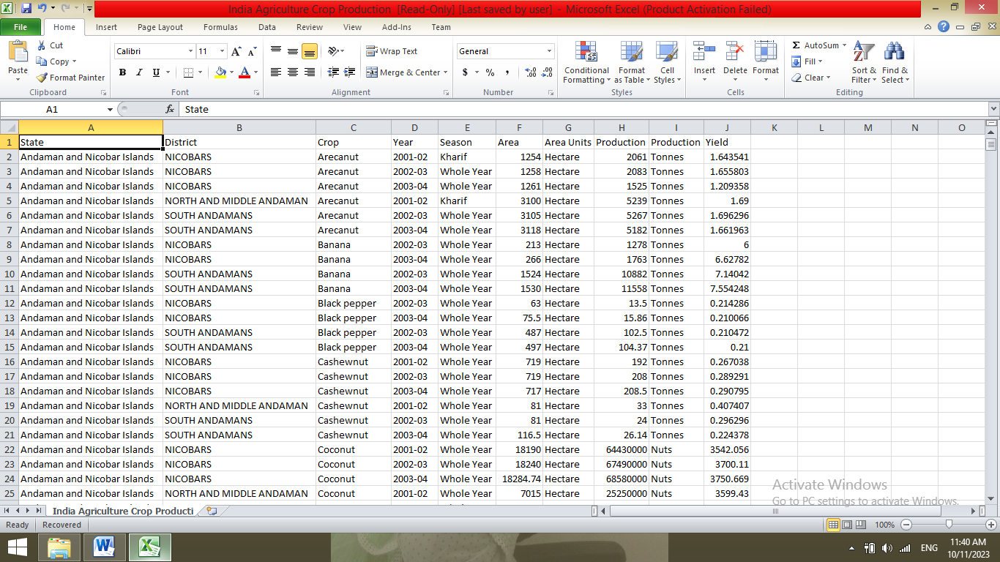 India Agriculture Crop Production [Read-Only] [Last saved by user] - Microsoft Excel (Product Activation Failed)
File Home Insert Page Layout Formulas Data Review View Add-Ins Team
Paste Cut Copy Format Painter Clipboard
Calibri 11 A A B I U A Font
Wrap Text Merge & Center Alignment
General $ % , .00 .0 Number
Conditional Formatting Format as Table Cell Styles Styles
Insert Delete Format Cells
Σ AutoSum Fill Clear Sort & Filter Find & Select Editing
A1 fx State
A B C D E F G H I J K L M N O
1 State District Crop Year Season Area Area Units Production Production Yield
2 Andaman and Nicobar Islands NICOBARS Arecanut 2001-02 Kharif 1254 Hectare 2061 Tonnes 1.643541
3 Andaman and Nicobar Islands NICOBARS Arecanut 2002-03 Whole Year 1258 Hectare 2083 Tonnes 1.655803
4 Andaman and Nicobar Islands NICOBARS Arecanut 2003-04 Whole Year 1261 Hectare 1525 Tonnes 1.209358
5 Andaman and Nicobar Islands NORTH AND MIDDLE ANDAMAN Arecanut 2001-02 Kharif 3100 Hectare 5239 Tonnes 1.69
6 Andaman and Nicobar Islands SOUTH ANDAMANS Arecanut 2002-03 Whole Year 3105 Hectare 5267 Tonnes 1.696296
7 Andaman and Nicobar Islands SOUTH ANDAMANS Arecanut 2003-04 Whole Year 3118 Hectare 5182 Tonnes 1.661963
8 Andaman and Nicobar Islands NICOBARS Banana 2002-03 Whole Year 213 Hectare 1278 Tonnes 6
9 Andaman and Nicobar Islands NICOBARS Banana 2003-04 Whole Year 266 Hectare 1763 Tonnes 6.62782
10 Andaman and Nicobar Islands SOUTH ANDAMANS Banana 2002-03 Whole Year 1524 Hectare 10882 Tonnes 7.14042
11 Andaman and Nicobar Islands SOUTH ANDAMANS Banana 2003-04 Whole Year 1530 Hectare 11558 Tonnes 7.554248
12 Andaman and Nicobar Islands NICOBARS Black pepper 2002-03 Whole Year 63 Hectare 13.5 Tonnes 0.214286
13 Andaman and Nicobar Islands NICOBARS Black pepper 2003-04 Whole Year 75.5 Hectare 15.86 Tonnes 0.210066
14 Andaman and Nicobar Islands SOUTH ANDAMANS Black pepper 2002-03 Whole Year 487 Hectare 102.5 Tonnes 0.210472
15 Andaman and Nicobar Islands SOUTH ANDAMANS Black pepper 2003-04 Whole Year 497 Hectare 104.37 Tonnes 0.21
16 Andaman and Nicobar Islands NICOBARS Cashewnut 2001-02 Whole Year 719 Hectare 192 Tonnes 0.267038
17 Andaman and Nicobar Islands NICOBARS Cashewnut 2002-03 Whole Year 719 Hectare 208 Tonnes 0.289291
18 Andaman and Nicobar Islands NICOBARS Cashewnut 2003-04 Whole Year 717 Hectare 208.5 Tonnes 0.290795
19 Andaman and Nicobar Islands NORTH AND MIDDLE ANDAMAN Cashewnut 2001-02 Whole Year 81 Hectare 33 Tonnes 0.407407
20 Andaman and Nicobar Islands SOUTH ANDAMANS Cashewnut 2002-03 Whole Year 81 Hectare 24 Tonnes 0.296296
21 Andaman and Nicobar Islands SOUTH ANDAMANS Cashewnut 2003-04 Whole Year 116.5 Hectare 26.14 Tonnes 0.224378
22 Andaman and Nicobar Islands NICOBARS Coconut 2001-02 Whole Year 18190 Hectare 64430000 Nuts 3542.056
23 Andaman and Nicobar Islands NICOBARS Coconut 2002-03 Whole Year 18240 Hectare 67490000 Nuts 3700.11
24 Andaman and Nicobar Islands NICOBARS Coconut 2003-04 Whole Year 18284.74 Hectare 68580000 Nuts 3750.669
25 Andaman and Nicobar Islands NORTH AND MIDDLE ANDAMAN Coconut 2001-02 Whole Year 7015 Hectare 25250000 Nuts 3599.43
Activate Windows
Go to PC settings to activate Windows.
India Agriculture Crop Producti
Ready Recovered 100%
ENG 11:40 AM
10/11/2023